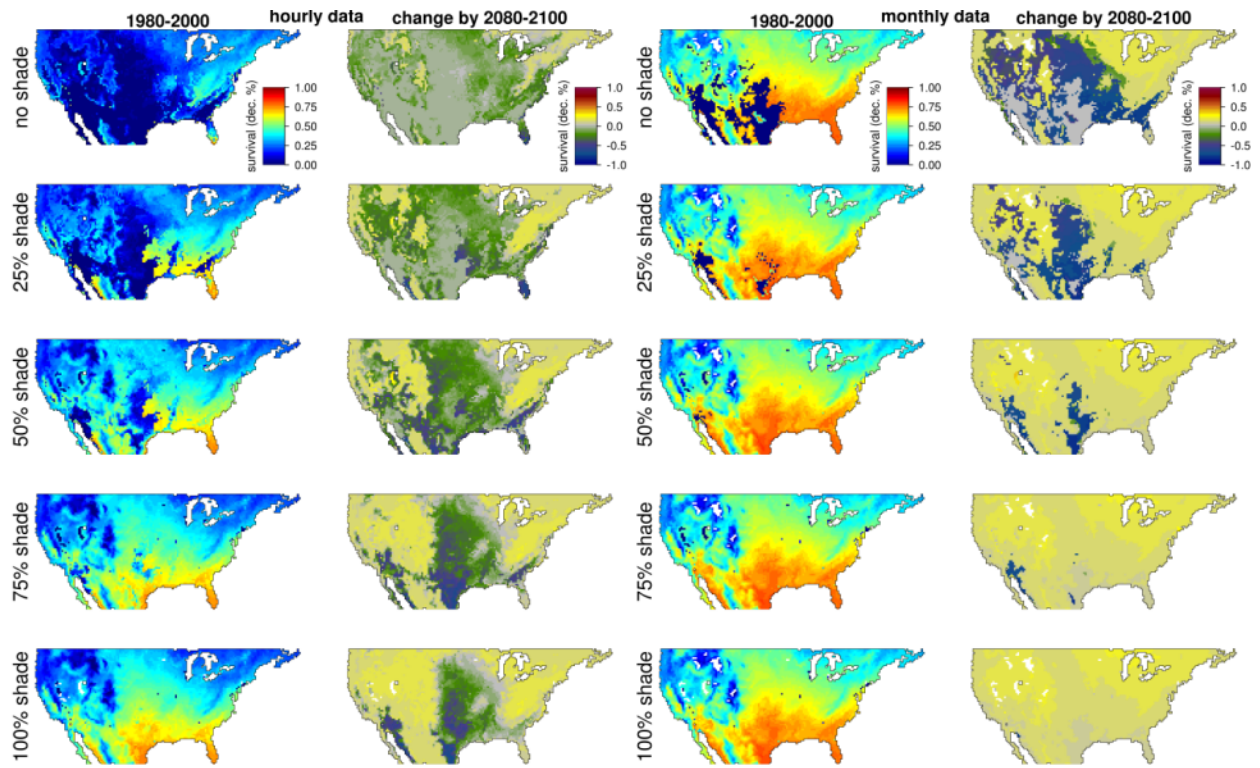 1980-2000 hourly data change by 2080-2100 1980-2000 monthly data change by 2080-2100
no shade
survival (dec. %)
1.00
0.75
0.50
0.25
0.00
survival (dec. %)
1.0
0.5
0.0
-0.5
-1.0
no shade
survival (dec. %)
1.00
0.75
0.50
0.25
0.00
survival (dec. %)
1.0
0.5
0.0
-0.5
-1.0
25% shade
25% shade
50% shade
50% shade
75% shade
75% shade
100% shade
100% shade